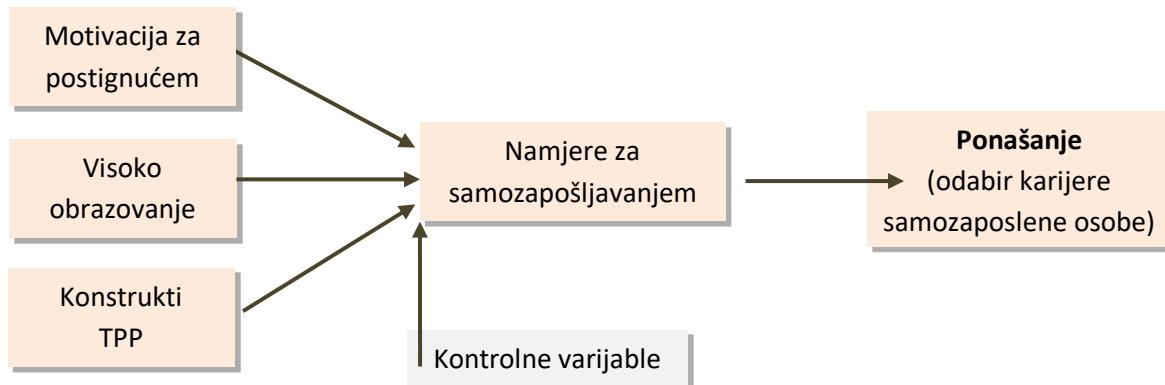 Motivacija za
postignućem
Visoko
obrazovanje
Konstrukti
TPP
Namjere za
samozapošljavanjem
Kontrolne varijable
Ponašanje
(odabir karijere
samozaposlene osobe)